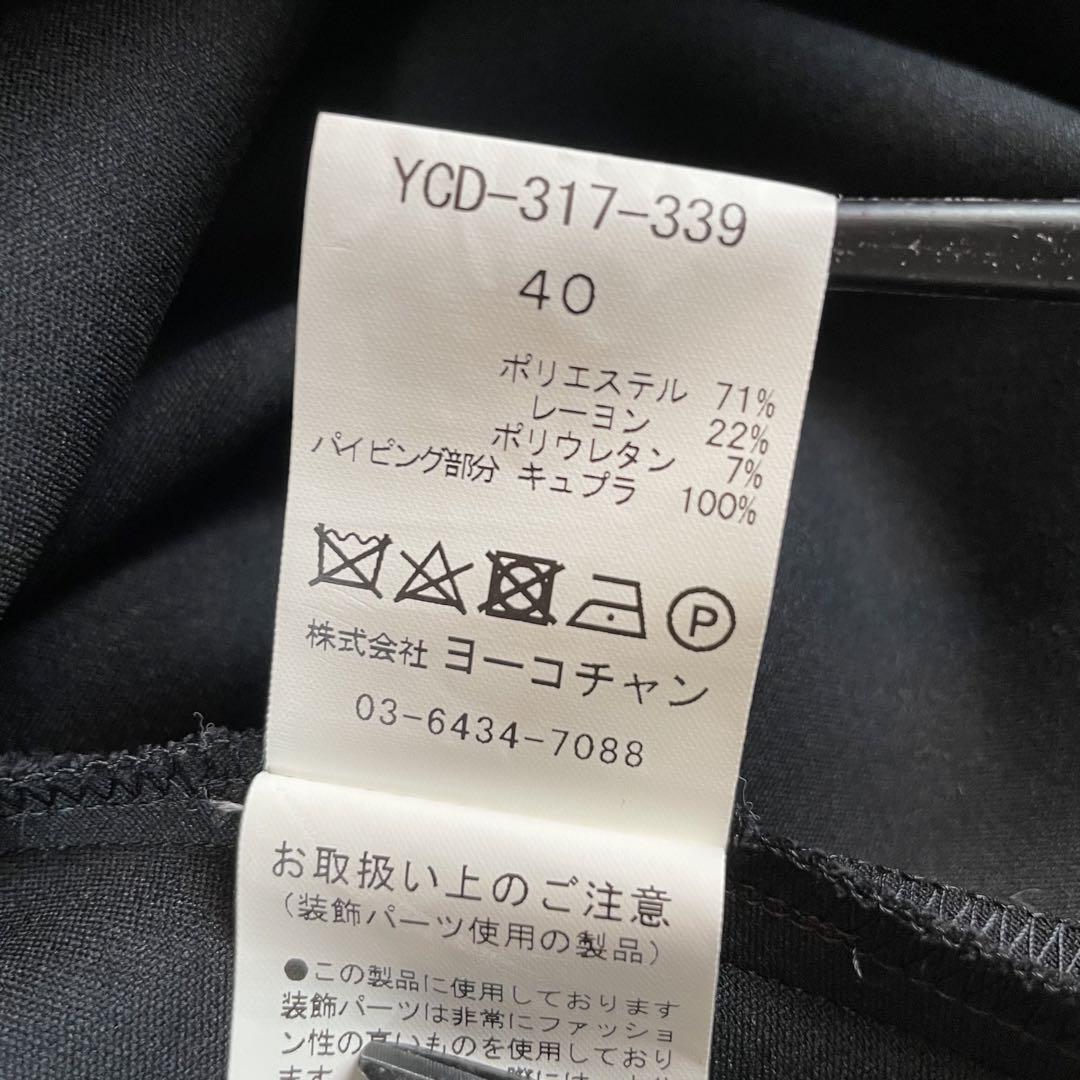 YCD-317-339
40
ポリエステル 71%
レーヨン 22%
ポリウレタン 7%
パイピング部分 キュプラ 100%
P
株式会社 ヨーコチャン
03-6434-7088
お取扱い上のご注意
(装飾パーツ使用の製品)
●この製品に使用しております
装飾パーツは非常にファッショ
ン性の高いものを使用しており
ます